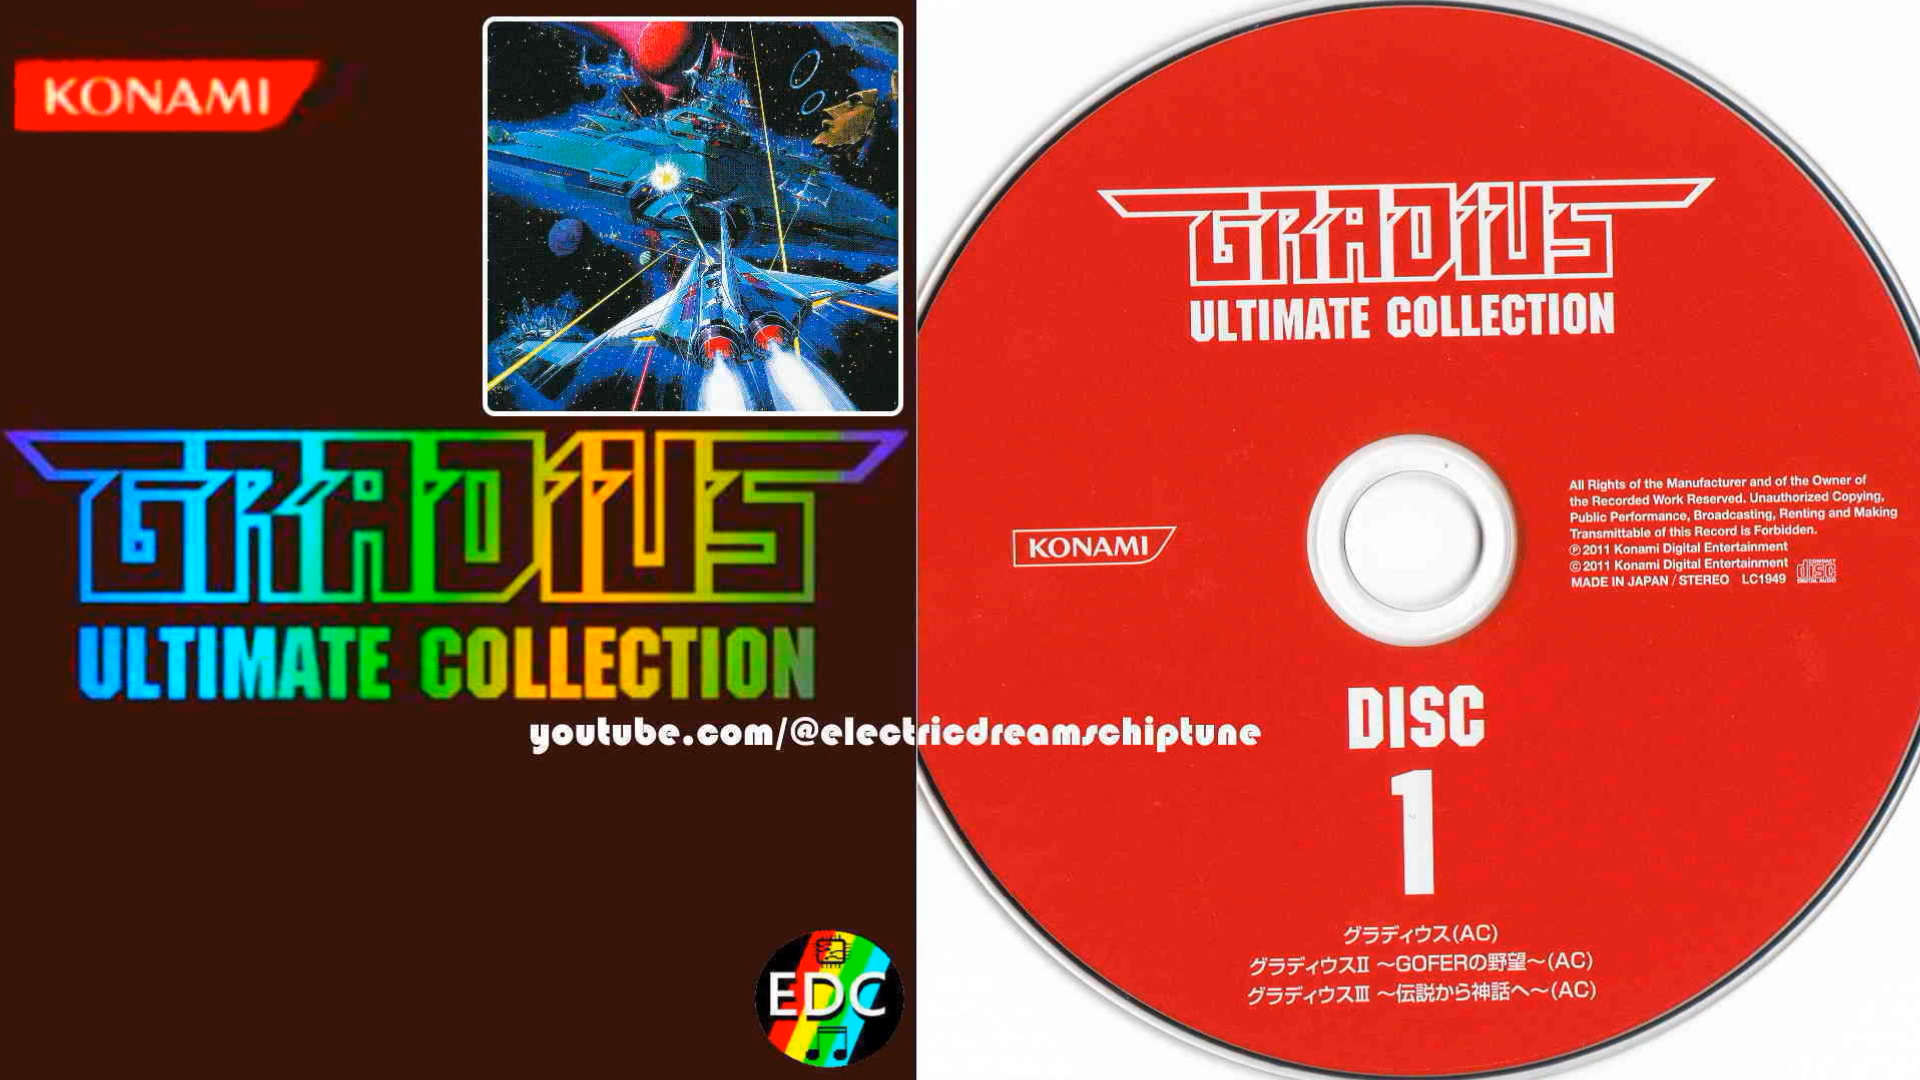 KONAMI
GRADIUS
ULTIMATE COLLECTION
youtube.com/@electricdreamschiptune
EDC
GRADIUS
ULTIMATE COLLECTION
KONAMI
All Rights of the Manufacturer and of the Owner of
the Recorded Work Reserved. Unauthorized Copying,
Public Performance, Broadcasting, Renting and Making
Transmittable of this Record is Forbidden.
Ⓟ2011 Konami Digital Entertainment
©2011 Konami Digital Entertainment
MADE IN JAPAN / STEREO LC1949
COMPACT
disc
DIGITAL AUDIO
DISC
1
グラディウス(AC)
グラディウスⅡ 〜GOFERの野望〜(AC)
グラディウスⅢ 〜伝説から神話へ〜(AC)